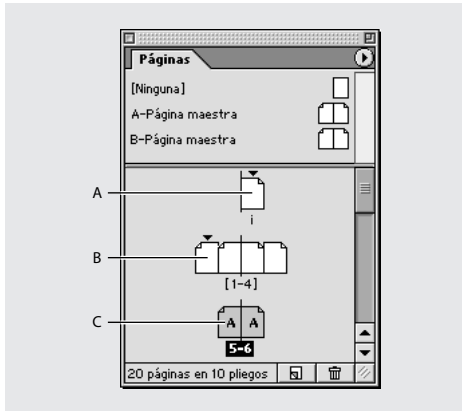 Páginas
[Ninguna]
A-Página maestra
B-Página maestra
A
i
B
[1-4]
C
A A
5-6
20 páginas en 10 pliegos